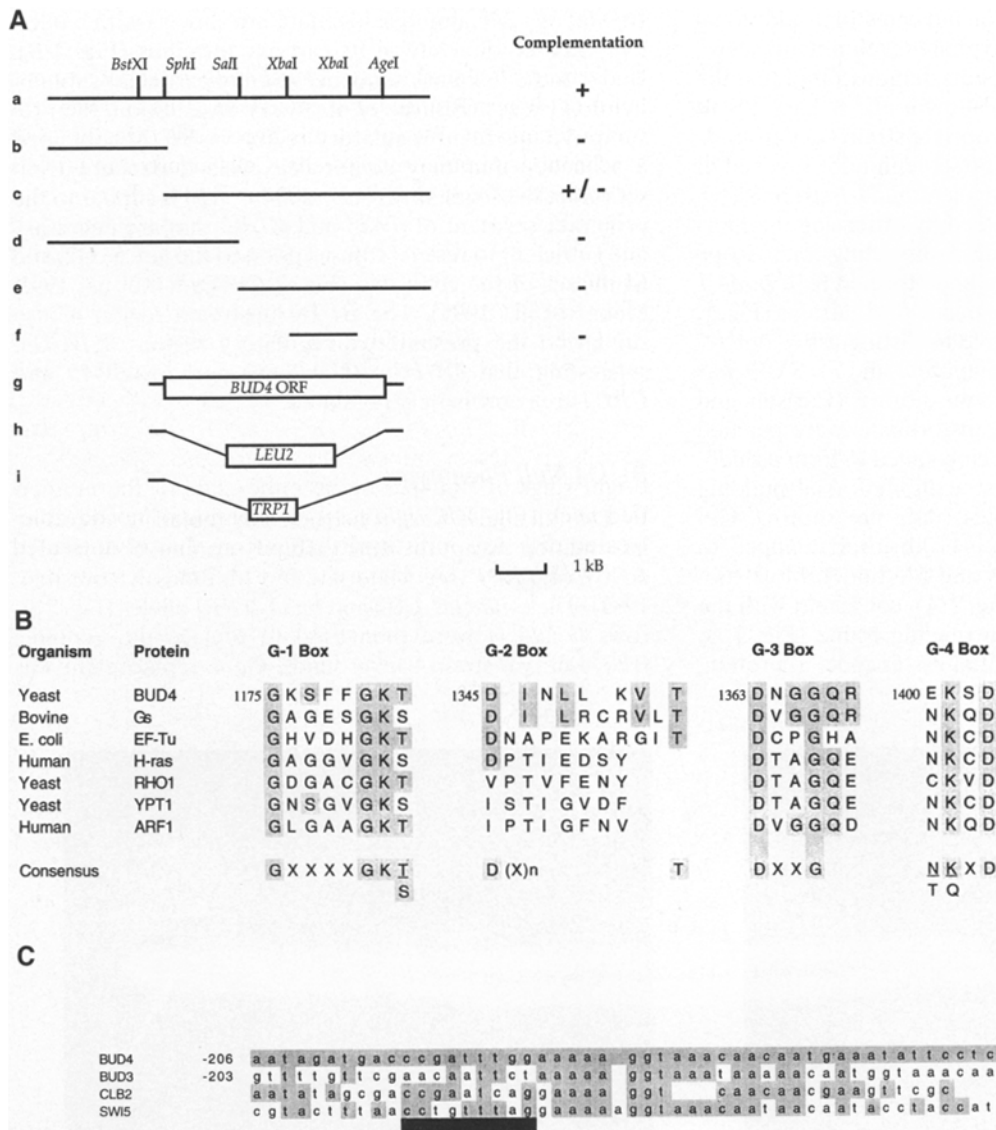 A
Complementation
BstXI SphI SalI XbaI XbaI AgeI
a +
b -
c + / -
d -
e -
f -
g BUD4 ORF
h LEU2
i TRP1
1 kB
B
Organism Protein G-1 Box G-2 Box G-3 Box G-4 Box
Yeast BUD4 1175 G K S F F G K T 1345 D I N L L K V T 1363 D N G G Q R 1400 E K S D
Bovine Gs G A G E S G K S D I I L R C R V L T D V G G Q R N K Q D
E. coli EF-Tu G H V D H G K T D N A P E K A R G I T D C P G H A N K C D
Human H-ras G A G G V G K S D P T I E D S Y D T A G Q E N K C D
Yeast RHO1 G D G A C G K T V P T V F E N Y D T A G Q E C K V D
Yeast YPT1 G N S G V G K S I S T I G V D F D T A G Q E N K C D
Human ARF1 G L G A A G K T I P T I G F N V D V G G Q D N K Q D
Consensus G X X X X G K T D (X)n T D X X G N K X D
S T Q
C
BUD4 -206 a a t a g a t g a c c c g a t t t t g g a a a a a g g t a a a c a a c a a t g a a a t a t t c c t c
BUD3 -203 g t t t t g t t c g a a c a a t t c t a a a a a a g g t a a a t a a a a a c a a t g g t a a a c a a
CLB2 a a t a t a g c g a c c g a a t c a g g a a a a g g t c a a c a a c g a a g t t c g c
SWI5 c g t a c t t t a a c c t g t t t a g g a a a a a g g t a a a c a a t a a c a a t a c c t a c c a t